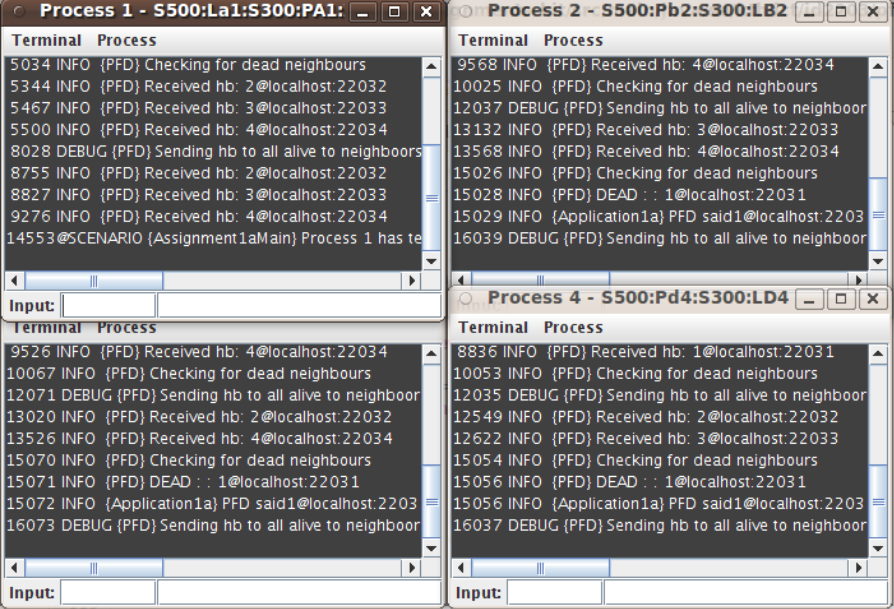 Process 1 - S500:La1:S300:PA1:
Terminal Process
5034 INFO {PFD} Checking for dead neighbours
5344 INFO {PFD} Received hb: 2@localhost:22032
5467 INFO {PFD} Received hb: 3@localhost:22033
5500 INFO {PFD} Received hb: 4@localhost:22034
8028 DEBUG {PFD} Sending hb to all alive to neighboors
8755 INFO {PFD} Received hb: 2@localhost:22032
8827 INFO {PFD} Received hb: 3@localhost:22033
9276 INFO {PFD} Received hb: 4@localhost:22034
14553@SCENARIO {Assignment1aMain} Process 1 has te
Input:
Process 2 - S500:Pb2:S300:LB2
Terminal Process
9568 INFO {PFD} Received hb: 4@localhost:22034
10025 INFO {PFD} Checking for dead neighbours
12037 DEBUG {PFD} Sending hb to all alive to neighboor
13132 INFO {PFD} Received hb: 3@localhost:22033
13568 INFO {PFD} Received hb: 4@localhost:22034
15026 INFO {PFD} Checking for dead neighbours
15028 INFO {PFD} DEAD : : 1@localhost:22031
15029 INFO {Application1a} PFD said1@localhost:2203
16039 DEBUG {PFD} Sending hb to all alive to neighboor
Terminal Process
9526 INFO {PFD} Received hb: 4@localhost:22034
10067 INFO {PFD} Checking for dead neighbours
12071 DEBUG {PFD} Sending hb to all alive to neighboor
13020 INFO {PFD} Received hb: 2@localhost:22032
13526 INFO {PFD} Received hb: 4@localhost:22034
15070 INFO {PFD} Checking for dead neighbours
15071 INFO {PFD} DEAD : : 1@localhost:22031
15072 INFO {Application1a} PFD said1@localhost:2203
16073 DEBUG {PFD} Sending hb to all alive to neighboor
Input:
Process 4 - S500:Pd4:S300:LD4
Terminal Process
8836 INFO {PFD} Received hb: 1@localhost:22031
10053 INFO {PFD} Checking for dead neighbours
12035 DEBUG {PFD} Sending hb to all alive to neighboor
12549 INFO {PFD} Received hb: 2@localhost:22032
12622 INFO {PFD} Received hb: 3@localhost:22033
15054 INFO {PFD} Checking for dead neighbours
15056 INFO {PFD} DEAD : : 1@localhost:22031
15056 INFO {Application1a} PFD said1@localhost:2203
16037 DEBUG {PFD} Sending hb to all alive to neighboor
Input: